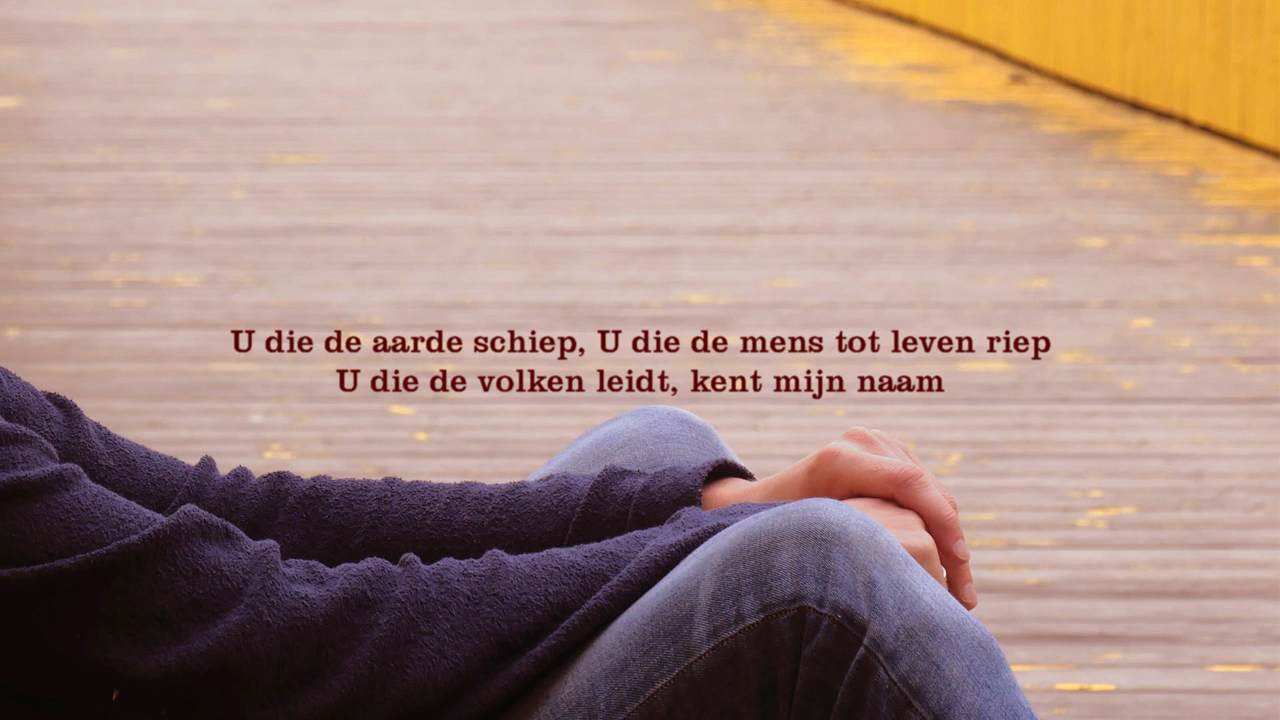 U die de aarde schiep, U die de mens tot leven riep
U die de volken leidt, kent mijn naam